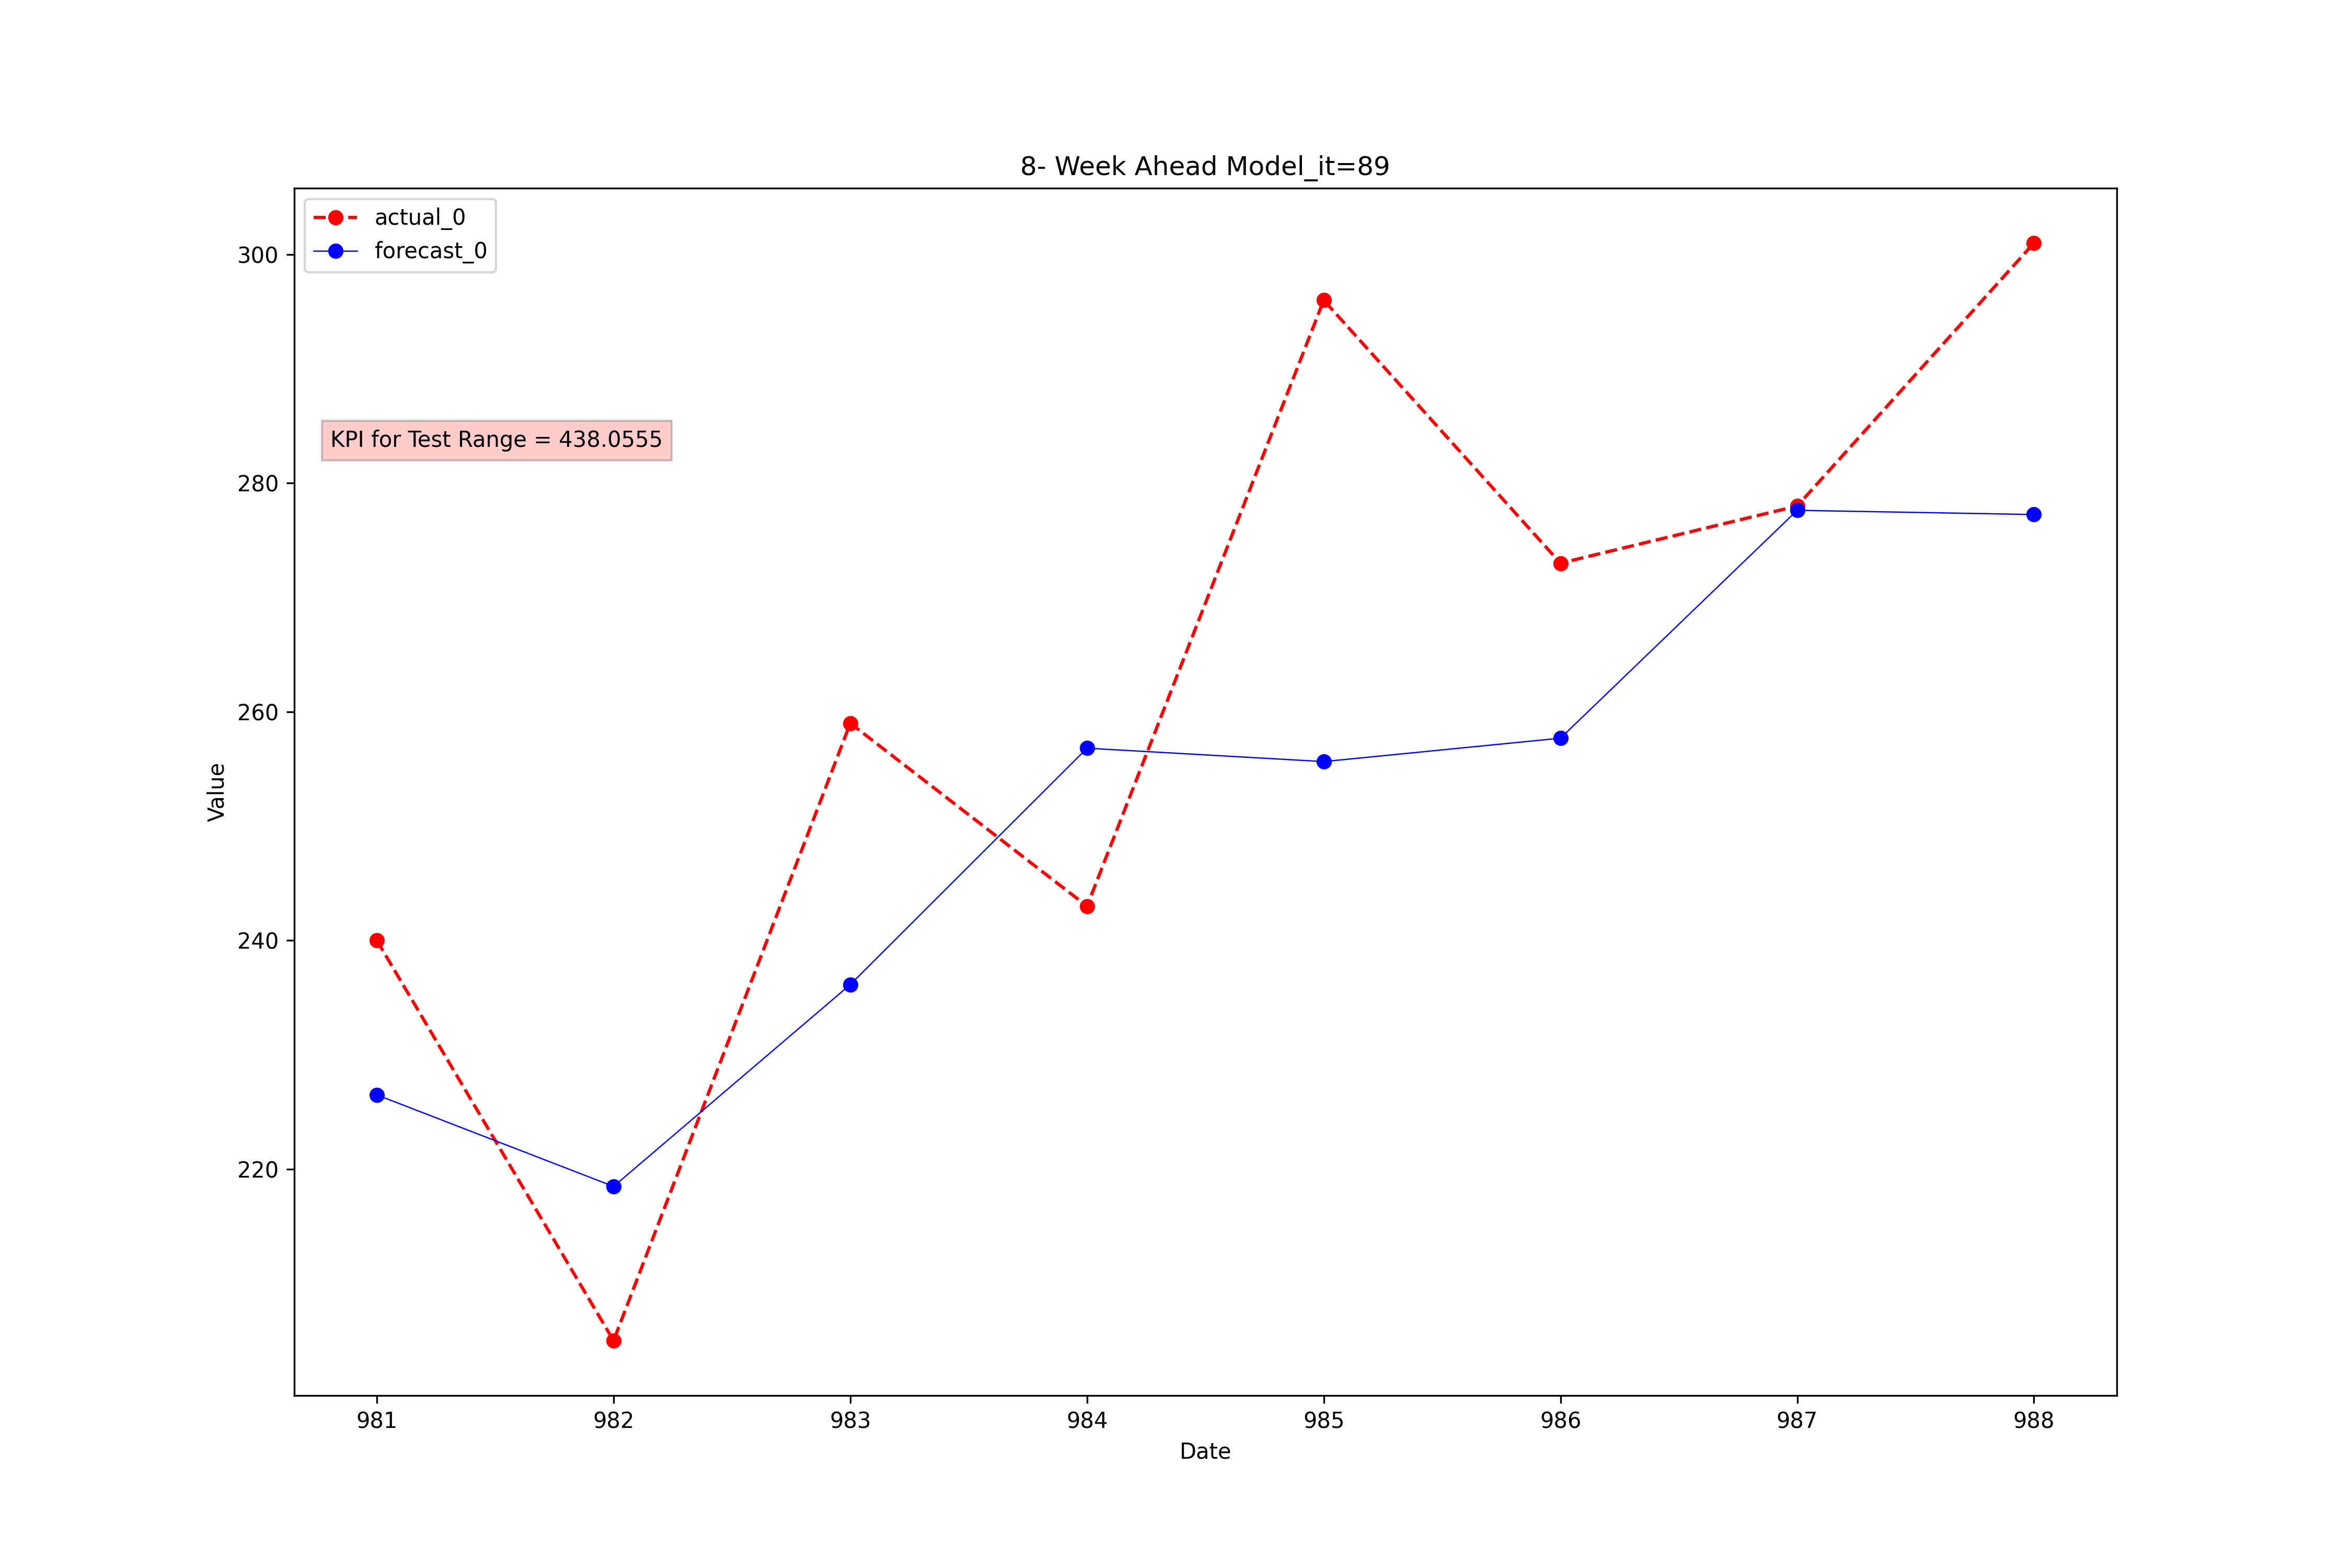 8- Week Ahead Model_it=89
actual_0
forecast_0
KPI for Test Range = 438.0555
300
280
260
240
220
Value
981 982 983 984 985 986 987 988
Date